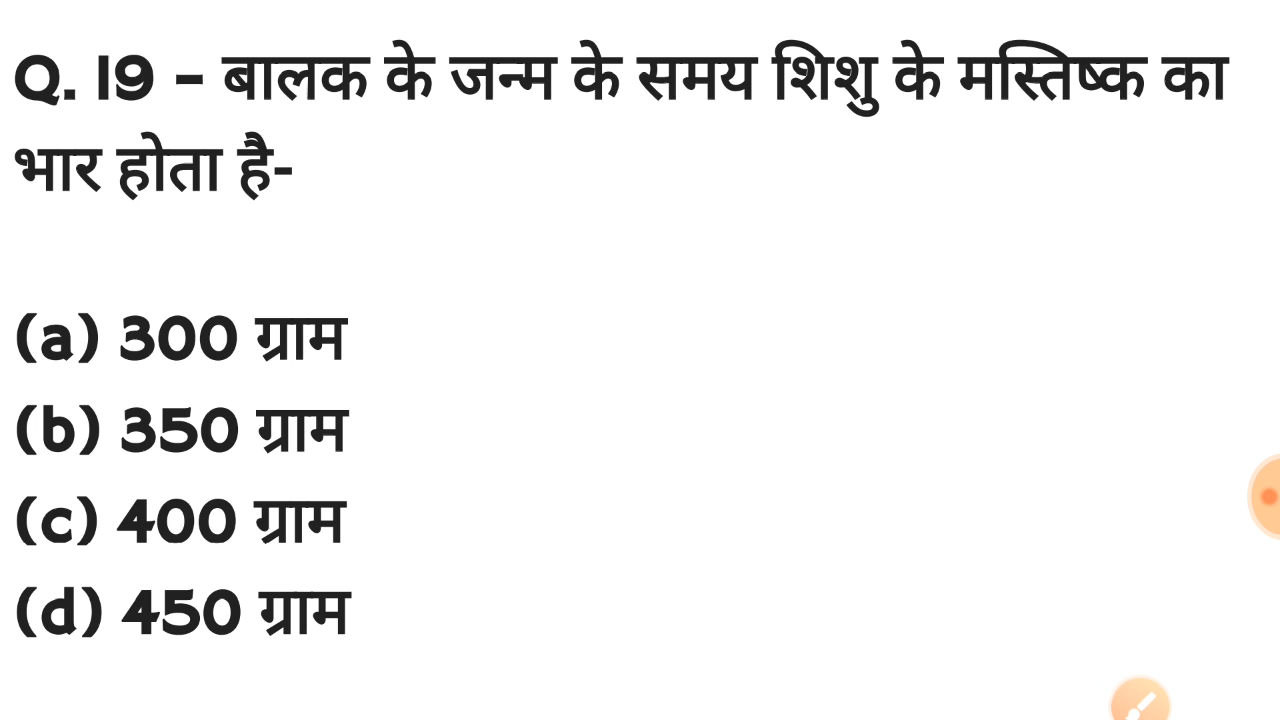 Q. 19 - बालक के जन्म के समय शिशु के मस्तिष्क का
भार होता है-
(a) 300 ग्राम
(b) 350 ग्राम
(c) 400 ग्राम
(d) 450 ग्राम